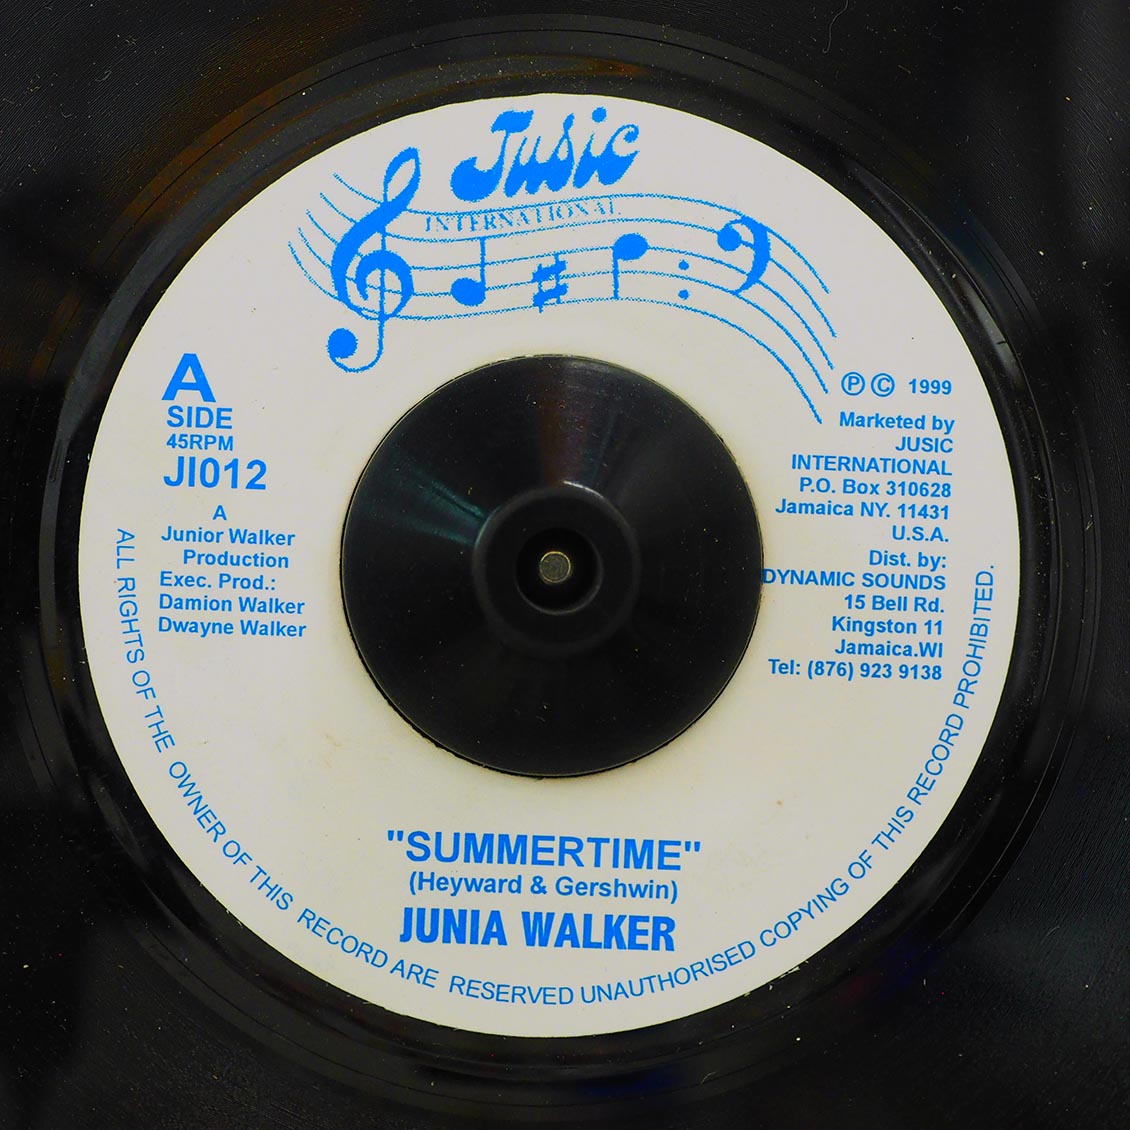 Jusic
INTERNATIONAL
A
SIDE
45RPM
JI012
A
Junior Walker
Production
Exec. Prod.:
Damion Walker
Dwayne Walker
Ⓟ © 1999
Marketed by
JUSIC
INTERNATIONAL
P.O. Box 310628
Jamaica NY. 11431
U.S.A.
Dist. by:
DYNAMIC SOUNDS
15 Bell Rd.
Kingston 11
Jamaica.WI
Tel: (876) 923 9138
"SUMMERTIME"
(Heyward & Gershwin)
JUNIA WALKER
ALL RIGHTS OF THE OWNER OF THIS RECORD ARE RESERVED UNAUTHORISED COPYING OF THIS RECORD PROHIBITED.